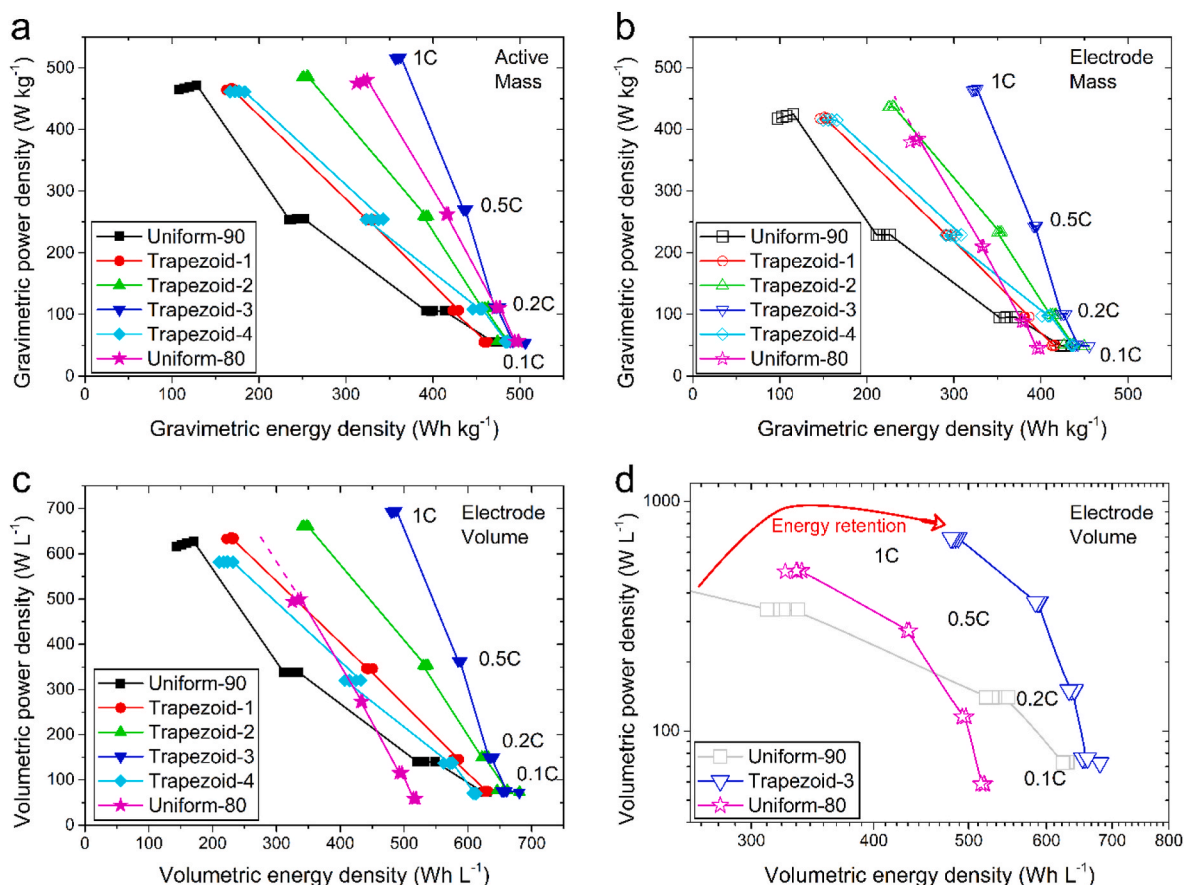 a
Gravimetric power density (W kg⁻¹)
500
400
300
200
100
0
1C
Active
Mass
0.5C
0.2C
0.1C
Uniform-90
Trapezoid-1
Trapezoid-2
Trapezoid-3
Trapezoid-4
Uniform-80
0 100 200 300 400 500
Gravimetric energy density (Wh kg⁻¹)
b
Gravimetric power density (W kg⁻¹)
500
400
300
200
100
0
1C
Electrode
Mass
0.5C
0.2C
0.1C
Uniform-90
Trapezoid-1
Trapezoid-2
Trapezoid-3
Trapezoid-4
Uniform-80
0 100 200 300 400 500
Gravimetric energy density (Wh kg⁻¹)
c
Volumetric power density (W L⁻¹)
700
600
500
400
300
200
100
0
1C
Electrode
Volume
0.5C
0.2C
0.1C
Uniform-90
Trapezoid-1
Trapezoid-2
Trapezoid-3
Trapezoid-4
Uniform-80
0 100 200 300 400 500 600 700
Volumetric energy density (Wh L⁻¹)
d
Volumetric power density (W L⁻¹)
1000
100
Energy retention
Electrode
Volume
1C
0.5C
0.2C
0.1C
Uniform-90
Trapezoid-3
Uniform-80
300 400 500 600 700 800
Volumetric energy density (Wh L⁻¹)